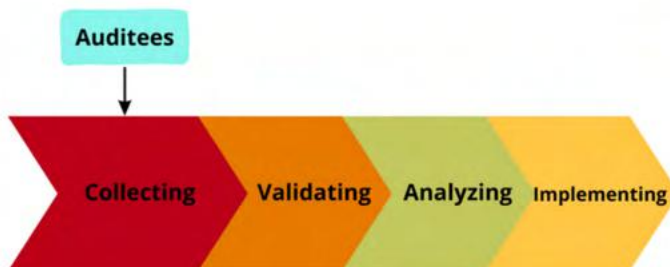 Auditees
Collecting
Validating
Analyzing
Implementing